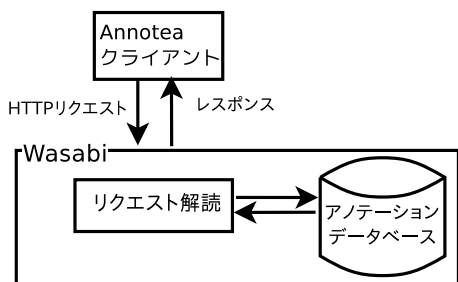 Annotea
クライアント
HTTPリクエスト
レスポンス
Wasabi
リクエスト解読
アノテーション
データベース